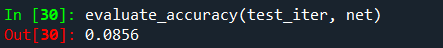 In [30]: evaluate_accuracy(test_iter, net)
Out[30]: 0.0856